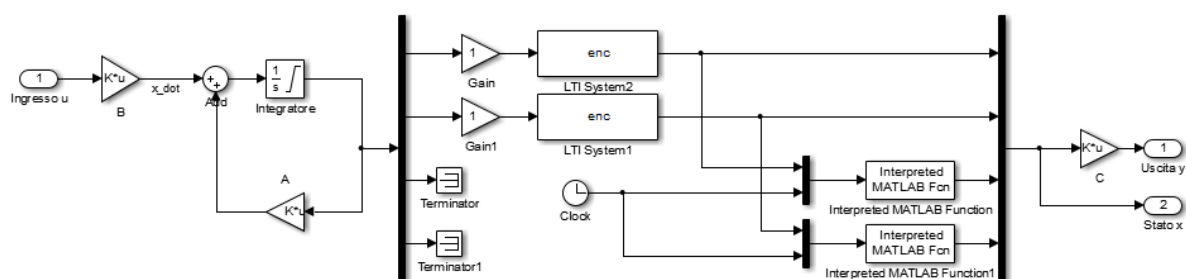 1
Ingresso u
K*u
B
x_dot
Add
1
s
Integratore
A
K*u
1
Gain
enc
LTI System2
1
Gain1
enc
LTI System1
Terminator
Terminator1
Clock
Interpreted
MATLAB Fcn
Interpreted MATLAB Function
Interpreted
MATLAB Fcn
Interpreted MATLAB Function1
K*u
C
1
Uscita y
2
Stato x